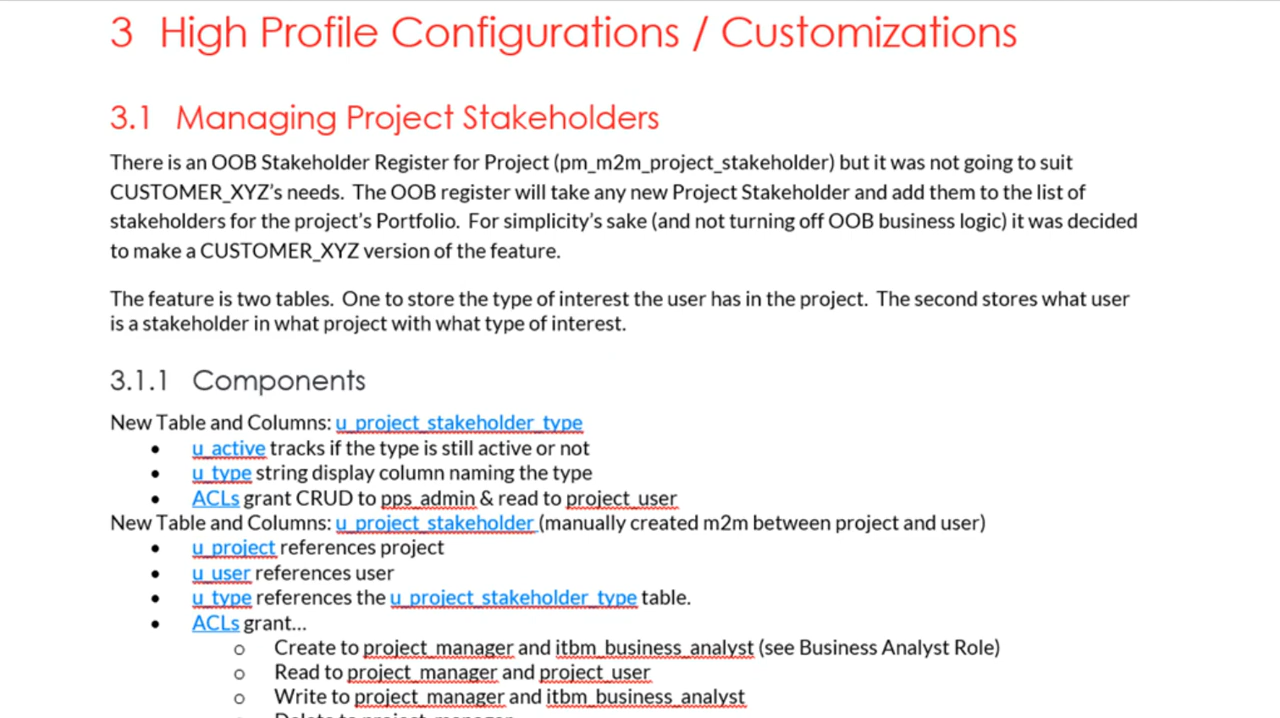 3 High Profile Configurations / Customizations
3.1 Managing Project Stakeholders
There is an OOB Stakeholder Register for Project (pm_m2m_project_stakeholder) but it was not going to suit
CUSTOMER_XYZ's needs. The OOB register will take any new Project Stakeholder and add them to the list of
stakeholders for the project's Portfolio. For simplicity's sake (and not turning off OOB business logic) it was decided
to make a CUSTOMER_XYZ version of the feature.
The feature is two tables. One to store the type of interest the user has in the project. The second stores what user
is a stakeholder in what project with what type of interest.
3.1.1 Components
New Table and Columns: u_project_stakeholder_type
• u_active tracks if the type is still active or not
• u_type string display column naming the type
• ACLs grant CRUD to pps_admin & read to project_user
New Table and Columns: u_project_stakeholder (manually created m2m between project and user)
• u_project references project
• u_user references user
• u_type references the u_project_stakeholder_type table.
• ACLs grant...
o Create to project_manager and itbm_business_analyst (see Business Analyst Role)
o Read to project_manager and project_user
o Write to project_manager and itbm_business_analyst
o Delete to project_manager